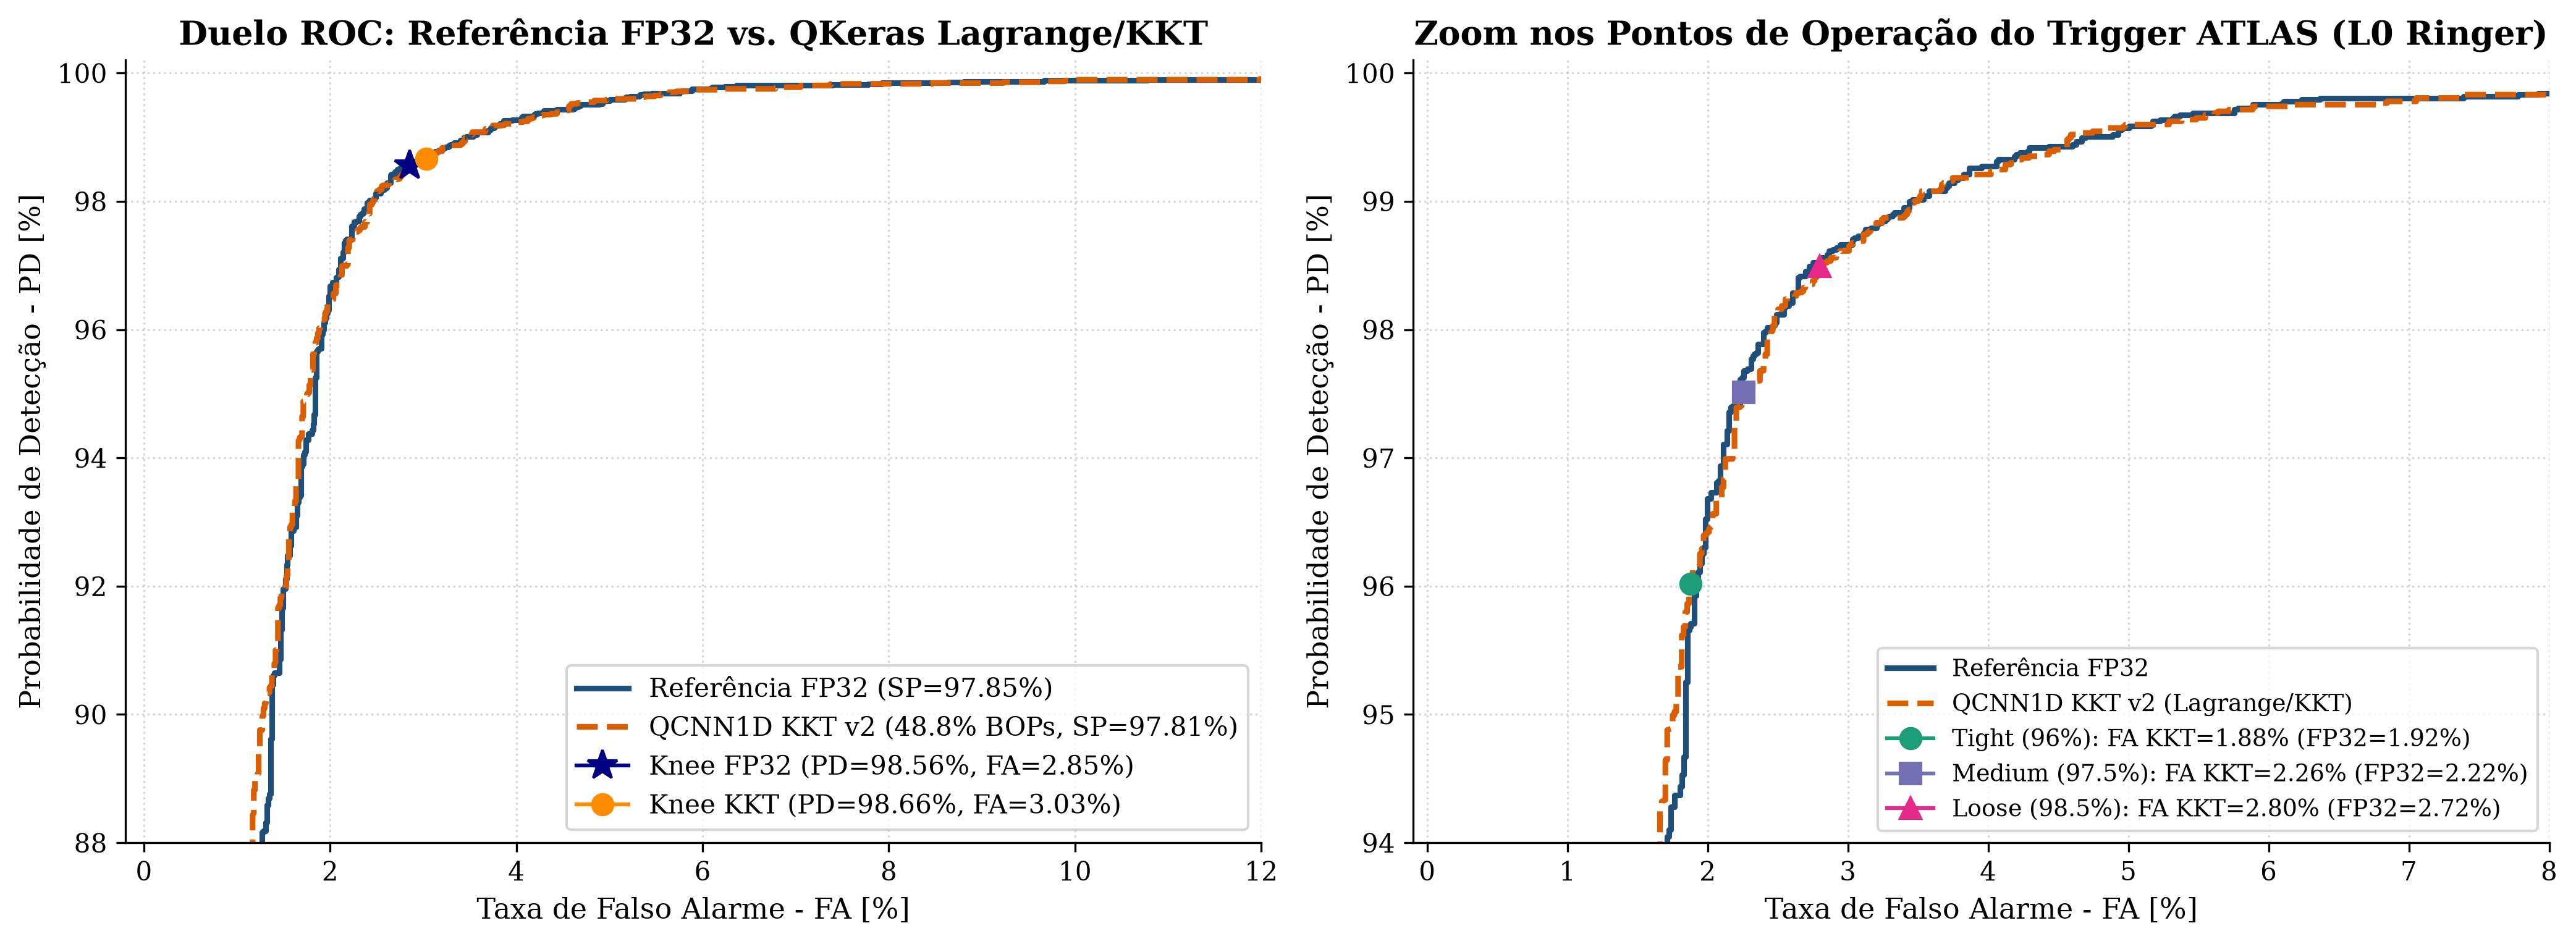 Duelo ROC: Referência FP32 vs. QKeras Lagrange/KKT
Probabilidade de Detecção - PD [%]
100
98
96
94
92
90
88
0
2
4
6
8
10
12
Taxa de Falso Alarme - FA [%]
Referência FP32 (SP=97.85%)
QCNN1D KKT v2 (48.8% BOPs, SP=97.81%)
Knee FP32 (PD=98.56%, FA=2.85%)
Knee KKT (PD=98.66%, FA=3.03%)
Zoom nos Pontos de Operação do Trigger ATLAS (L0 Ringer)
Probabilidade de Detecção - PD [%]
100
99
98
97
96
95
94
0
1
2
3
4
5
6
7
8
Taxa de Falso Alarme - FA [%]
Referência FP32
QCNN1D KKT v2 (Lagrange/KKT)
Tight (96%): FA KKT=1.88% (FP32=1.92%)
Medium (97.5%): FA KKT=2.26% (FP32=2.22%)
Loose (98.5%): FA KKT=2.80% (FP32=2.72%)